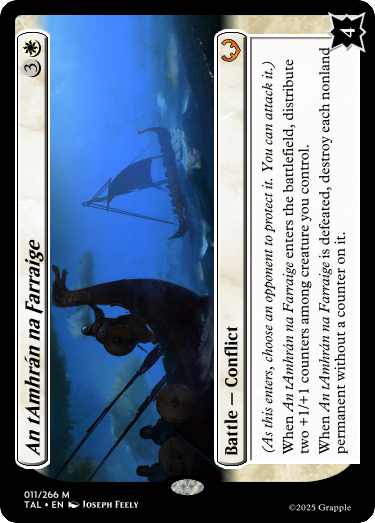 An tAmhrán na Farraige
3
Battle – Conflict
(As this enters, choose an opponent to protect it. You can attack it.)
When An tAmhrán na Farraige enters the battlefield, distribute
two +1/+1 counters among creature you control.
When An tAmhrán na Farraige is defeated, destroy each nonland
permanent without a counter on it.
4
011/266 M
TAL • EN JOSEPH FEELY
©2025 Grapple